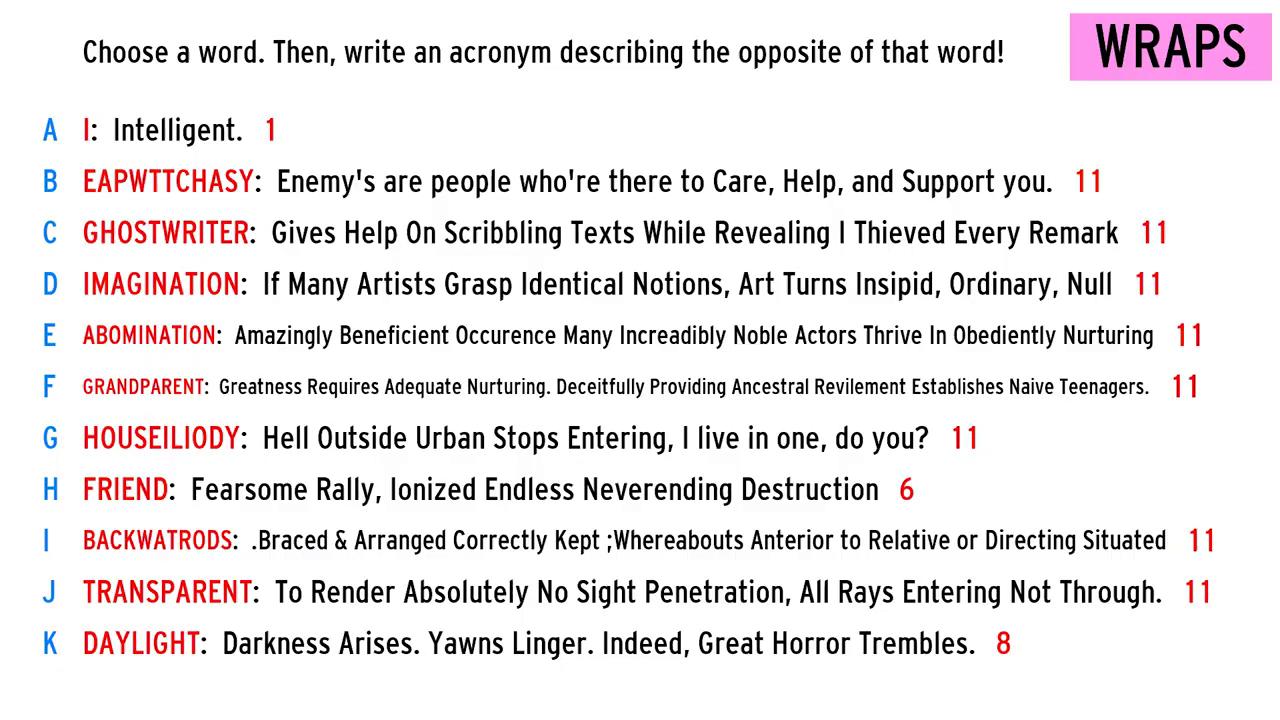 Choose a word. Then, write an acronym describing the opposite of that word!
WRAPS
A I: Intelligent. 1
B EAPWTTCHASY: Enemy's are people who're there to Care, Help, and Support you. 11
C GHOSTWRITER: Gives Help On Scribbling Texts While Revealing I Thieved Every Remark 11
D IMAGINATION: If Many Artists Grasp Identical Notions, Art Turns Insipid, Ordinary, Null 11
E ABOMINATION: Amazingly Beneficient Occurence Many Increadibly Noble Actors Thrive In Obediently Nurturing 11
F GRANDPARENT: Greatness Requires Adequate Nurturing. Deceitfully Providing Ancestral Revilement Establishes Naive Teenagers. 11
G HOUSEILIODY: Hell Outside Urban Stops Entering, I live in one, do you? 11
H FRIEND: Fearsome Rally, Ionized Endless Neverending Destruction 6
I BACKWATRODS: .Braced & Arranged Correctly Kept ;Whereabouts Anterior to Relative or Directing Situated 11
J TRANSPARENT: To Render Absolutely No Sight Penetration, All Rays Entering Not Through. 11
K DAYLIGHT: Darkness Arises. Yawns Linger. Indeed, Great Horror Trembles. 8